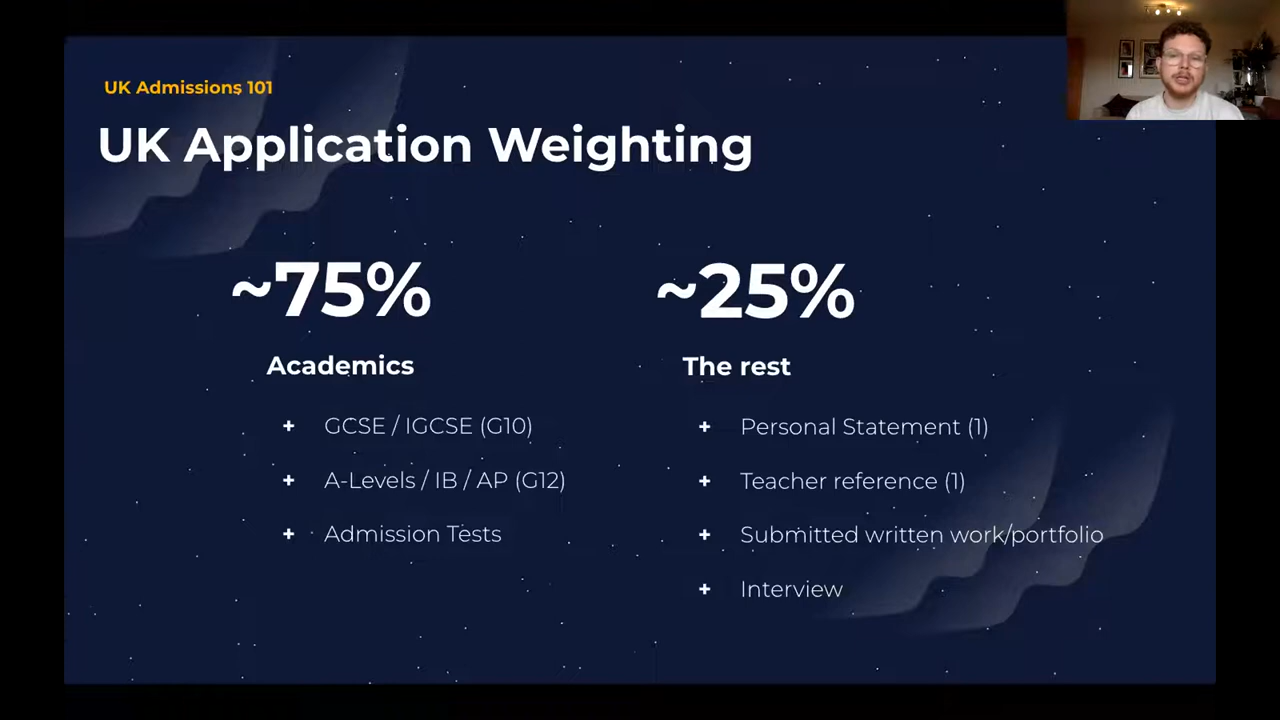 UK Admissions 101
UK Application Weighting
~75%
Academics
+ GCSE / IGCSE (G10)
+ A-Levels / IB / AP (G12)
+ Admission Tests
~25%
The rest
+ Personal Statement (1)
+ Teacher reference (1)
+ Submitted written work/portfolio
+ Interview